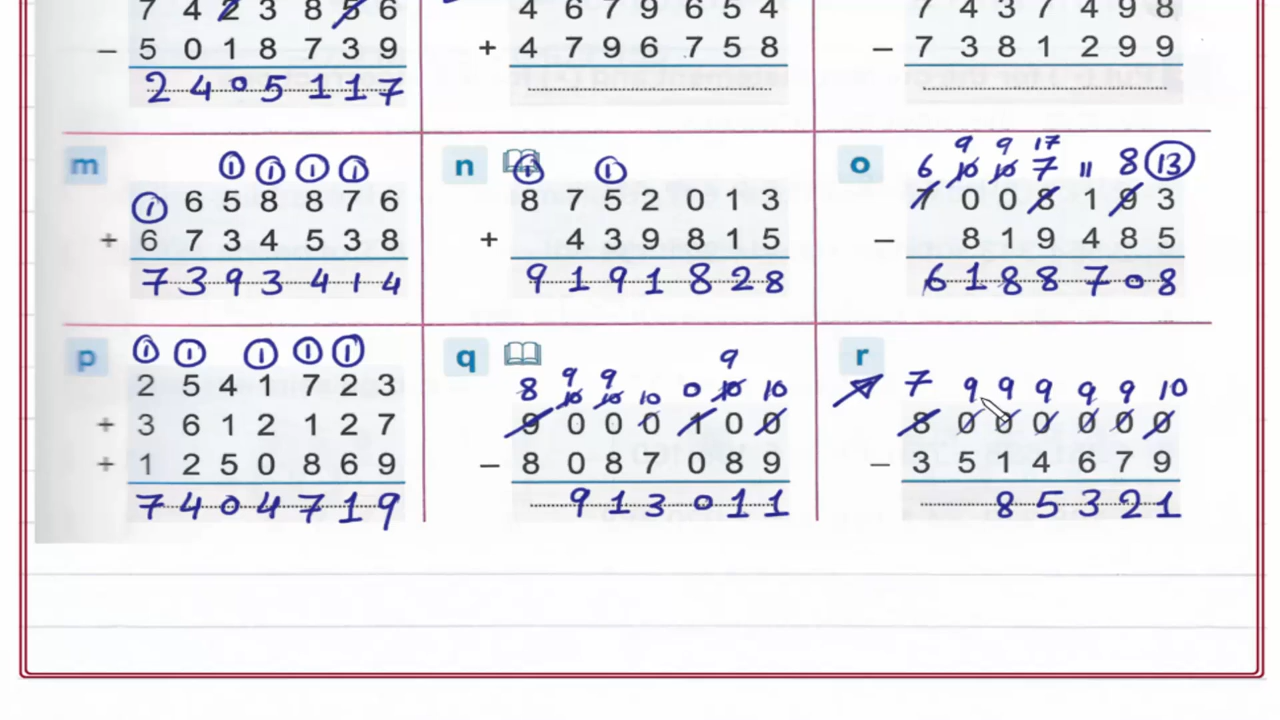 7 4 2 3 8 5 6
− 5 0 1 8 7 3 9
2 4 0 5 1 1 7
4 6 7 9 6 5 4
+ 4 7 9 6 7 5 8
7 4 3 7 4 9 8
− 7 3 8 1 2 9 9
m
1 1 1 1
1 6 5 8 8 7 6
+ 6 7 3 4 5 3 8
7 3 9 3 4 1 4
n
1 1
8 7 5 2 0 1 3
+ 4 3 9 8 1 5
9 1 9 1 8 2 8
o
9 9 17
6 10 10 7 11 8 13
7 0 0 8 1 9 3
− 8 1 9 4 8 5
6 1 8 8 7 0 8
p
1 1 1 1 1
2 5 4 1 7 2 3
+ 3 6 1 2 1 2 7
+ 1 2 5 0 8 6 9
7 4 0 4 7 1 9
q
9 9 9
8 10 10 10 0 10 10
9 0 0 0 1 0 0
− 8 0 8 7 0 8 9
9 1 3 0 1 1
r
7 9 9 9 9 9 10
8 0 0 0 0 0 0
− 3 5 1 4 6 7 9
8 5 3 2 1